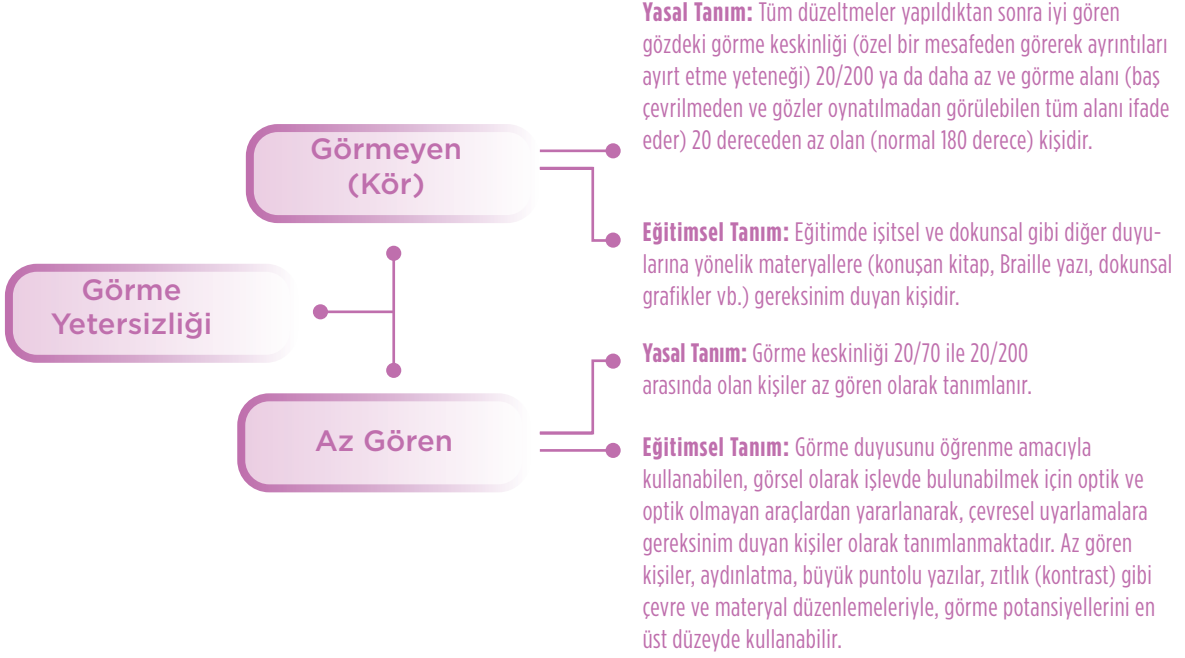 Yasal Tanım: Tüm düzeltmeler yapıldıktan sonra iyi gören
gözdeki görme keskinliği (özel bir mesafeden görerek ayrıntıları
ayırt etme yeteneği) 20/200 ya da daha az ve görme alanı (baş
çevrilmeden ve gözler oynatılmadan görülebilen tüm alanı ifade
eder) 20 dereceden az olan (normal 180 derece) kişidir.
Görmeyen
(Kör)
Eğitimsel Tanım: Eğitimde işitsel ve dokunsal gibi diğer duyu-
larına yönelik materyallere (konuşan kitap, Braille yazı, dokunsal
grafikler vb.) gereksinim duyan kişidir.
Görme
Yetersizliği
Yasal Tanım: Görme keskinliği 20/70 ile 20/200
arasında olan kişiler az gören olarak tanımlanır.
Az Gören
Eğitimsel Tanım: Görme duyusunu öğrenme amacıyla
kullanabilen, görsel olarak işlevde bulunabilmek için optik ve
optik olmayan araçlardan yararlanarak, çevresel uyarlamalara
gereksinim duyan kişiler olarak tanımlanmaktadır. Az gören
kişiler, aydınlatma, büyük puntolu yazılar, zıtlık (kontrast) gibi
çevre ve materyal düzenlemeleriyle, görme potansiyellerini en
üst düzeyde kullanabilir.